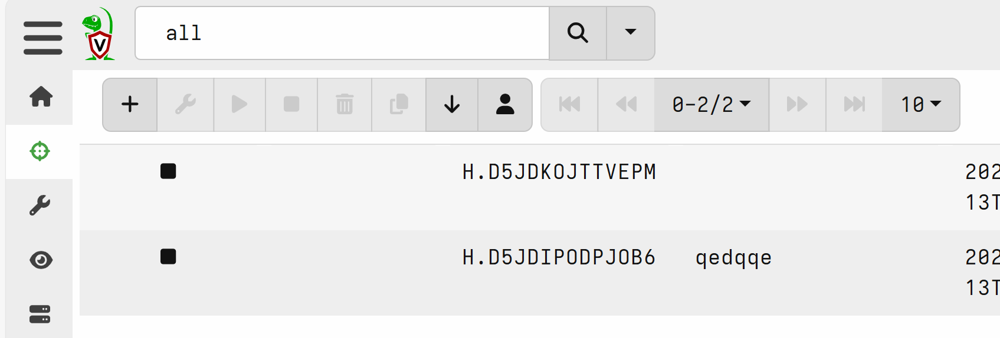 all
V
0-2/2 10
H.D5JDKOJTTVEPM 202
13T
H.D5JDIPODPJOB6 qedqqe 202
13T